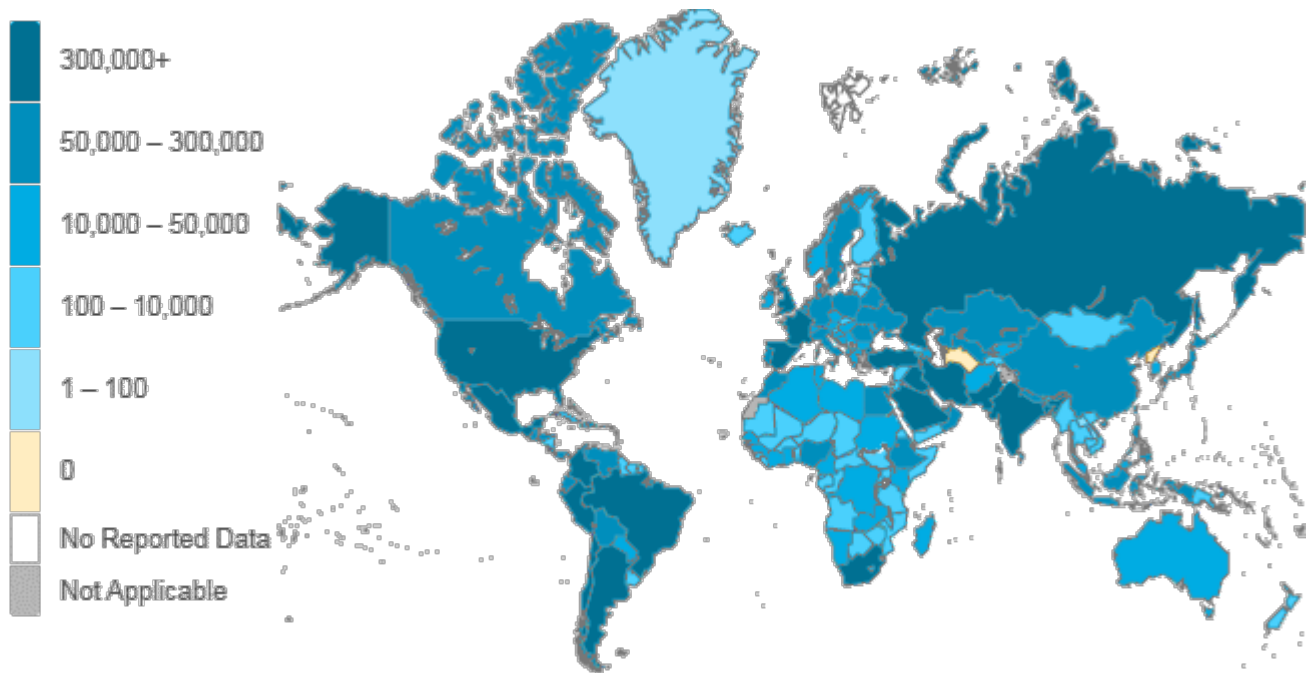 300,000+
50,000 – 300,000
10,000 – 50,000
100 – 10,000
1 – 100
0
No Reported Data
Not Applicable